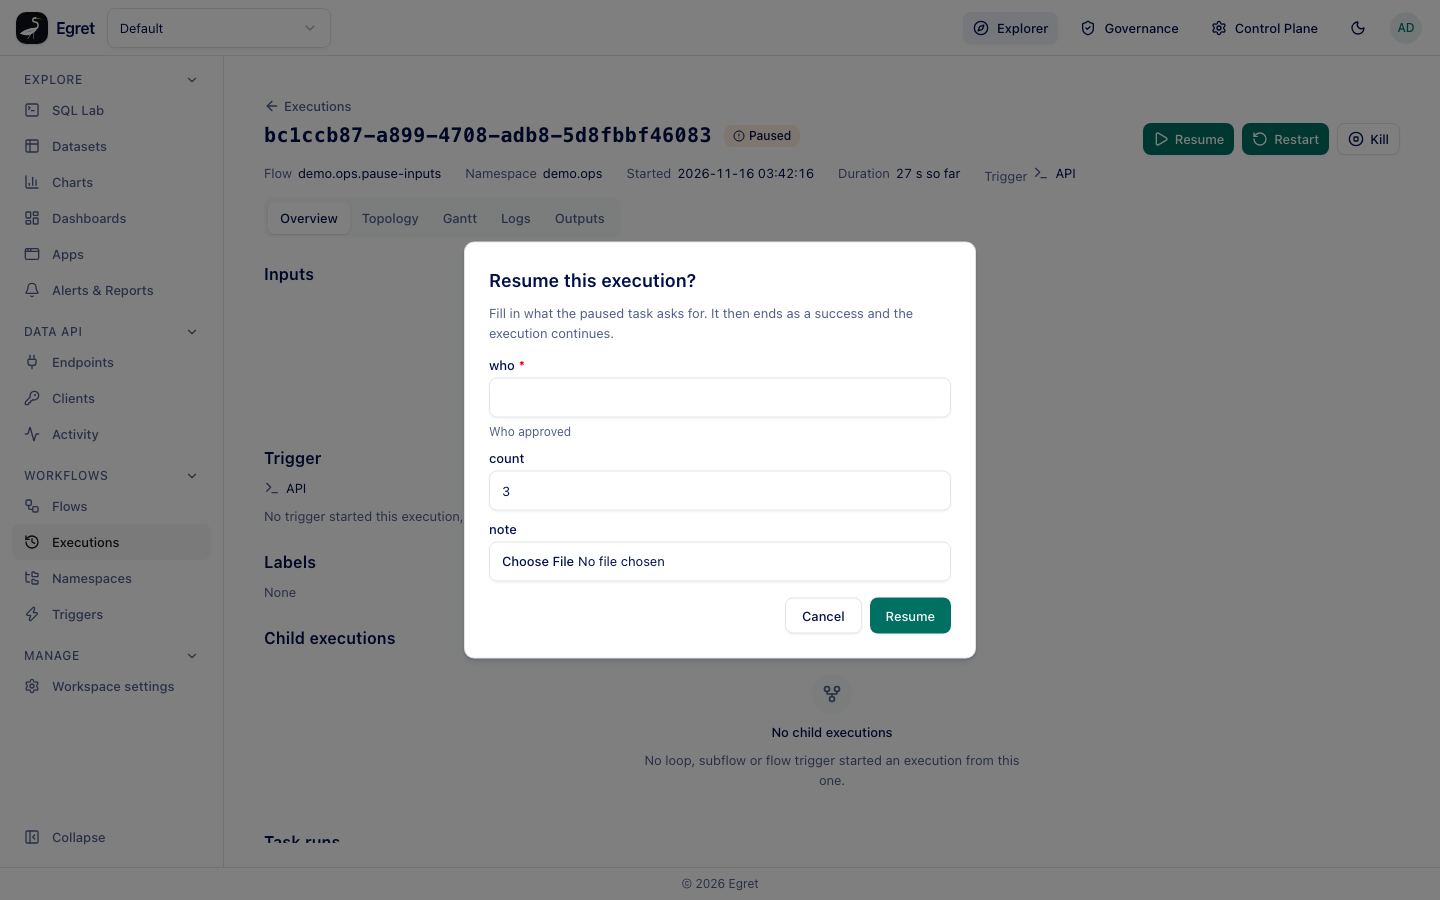 Egret
Default
Explorer
Governance
Control Plane
AD
EXPLORE
SQL Lab
Datasets
Charts
Dashboards
Apps
Alerts & Reports
DATA API
Endpoints
Clients
Activity
WORKFLOWS
Flows
Executions
Namespaces
Triggers
MANAGE
Workspace settings
Collapse
Executions
bc1ccb87-a899-4708-adb8-5d8fbbf46083
Paused
Resume
Restart
Kill
Flow demo.ops.pause-inputs Namespace demo.ops Started 2026-11-16 03:42:16 Duration 27 s so far Trigger API
Overview
Topology
Gantt
Logs
Outputs
Inputs
Trigger
API
No trigger started this execution,
Labels
None
Child executions
No child executions
No loop, subflow or flow trigger started an execution from this
one.
Task runs
Resume this execution?
Fill in what the paused task asks for. It then ends as a success and the
execution continues.
who *
Who approved
count
3
note
Choose File No file chosen
Cancel
Resume
© 2026 Egret